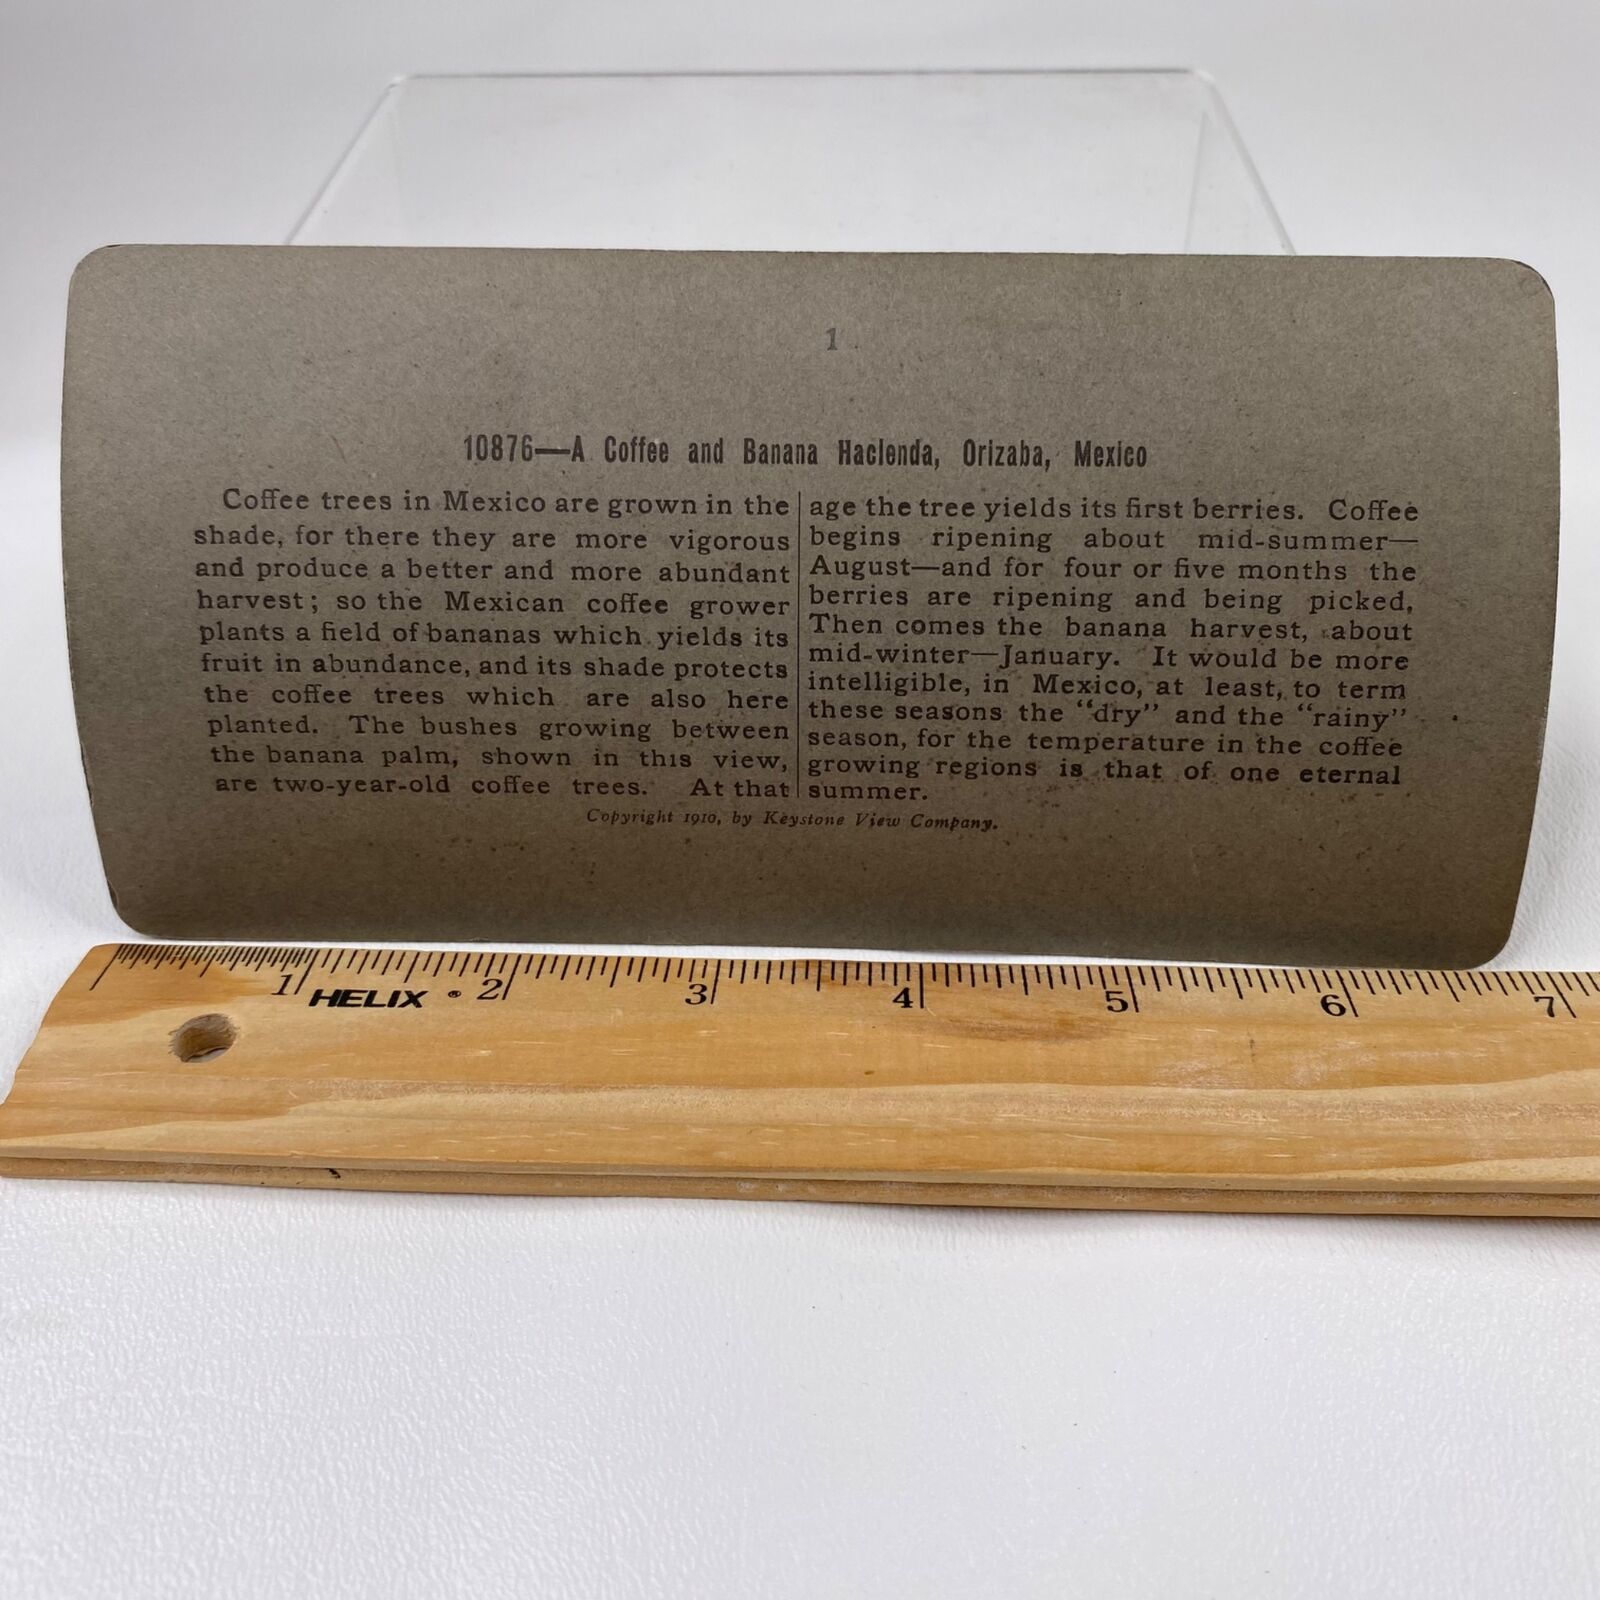 1
10876—A Coffee and Banana Hacienda, Orizaba, Mexico
Coffee trees in Mexico are grown in the
shade, for there they are more vigorous
and produce a better and more abundant
harvest; so the Mexican coffee grower
plants a field of bananas which yields its
fruit in abundance, and its shade protects
the coffee trees which are also here
planted. The bushes growing between
the banana palm, shown in this view,
are two-year-old coffee trees. At that
age the tree yields its first berries. Coffee
begins ripening about mid-summer—
August—and for four or five months the
berries are ripening and being picked,
Then comes the banana harvest, about
mid-winter—January. It would be more
intelligible, in Mexico, at least, to term
these seasons the "dry" and the "rainy"
season, for the temperature in the coffee
growing regions is that of one eternal
summer.
Copyright 1910, by Keystone View Company.
1 HELIX ® 2 3 4 5 6 7